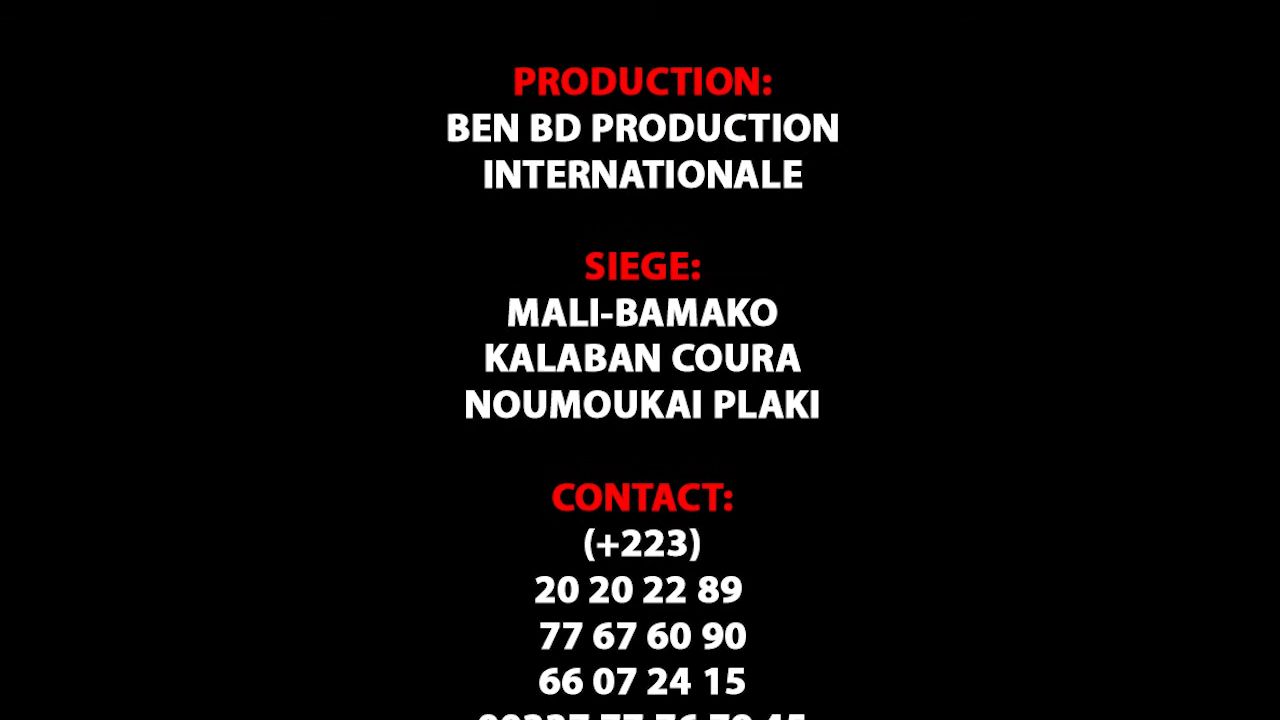 PRODUCTION:
BEN BD PRODUCTION
INTERNATIONALE
SIEGE:
MALI-BAMAKO
KALABAN COURA
NOUMOUKAI PLAKI
CONTACT:
(+223)
20 20 22 89
77 67 60 90
66 07 24 15